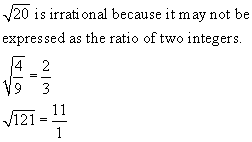 √20 is irrational because it may not be
expressed as the ratio of two integers.
√(4/9) = 2/3
√121 = 11/1